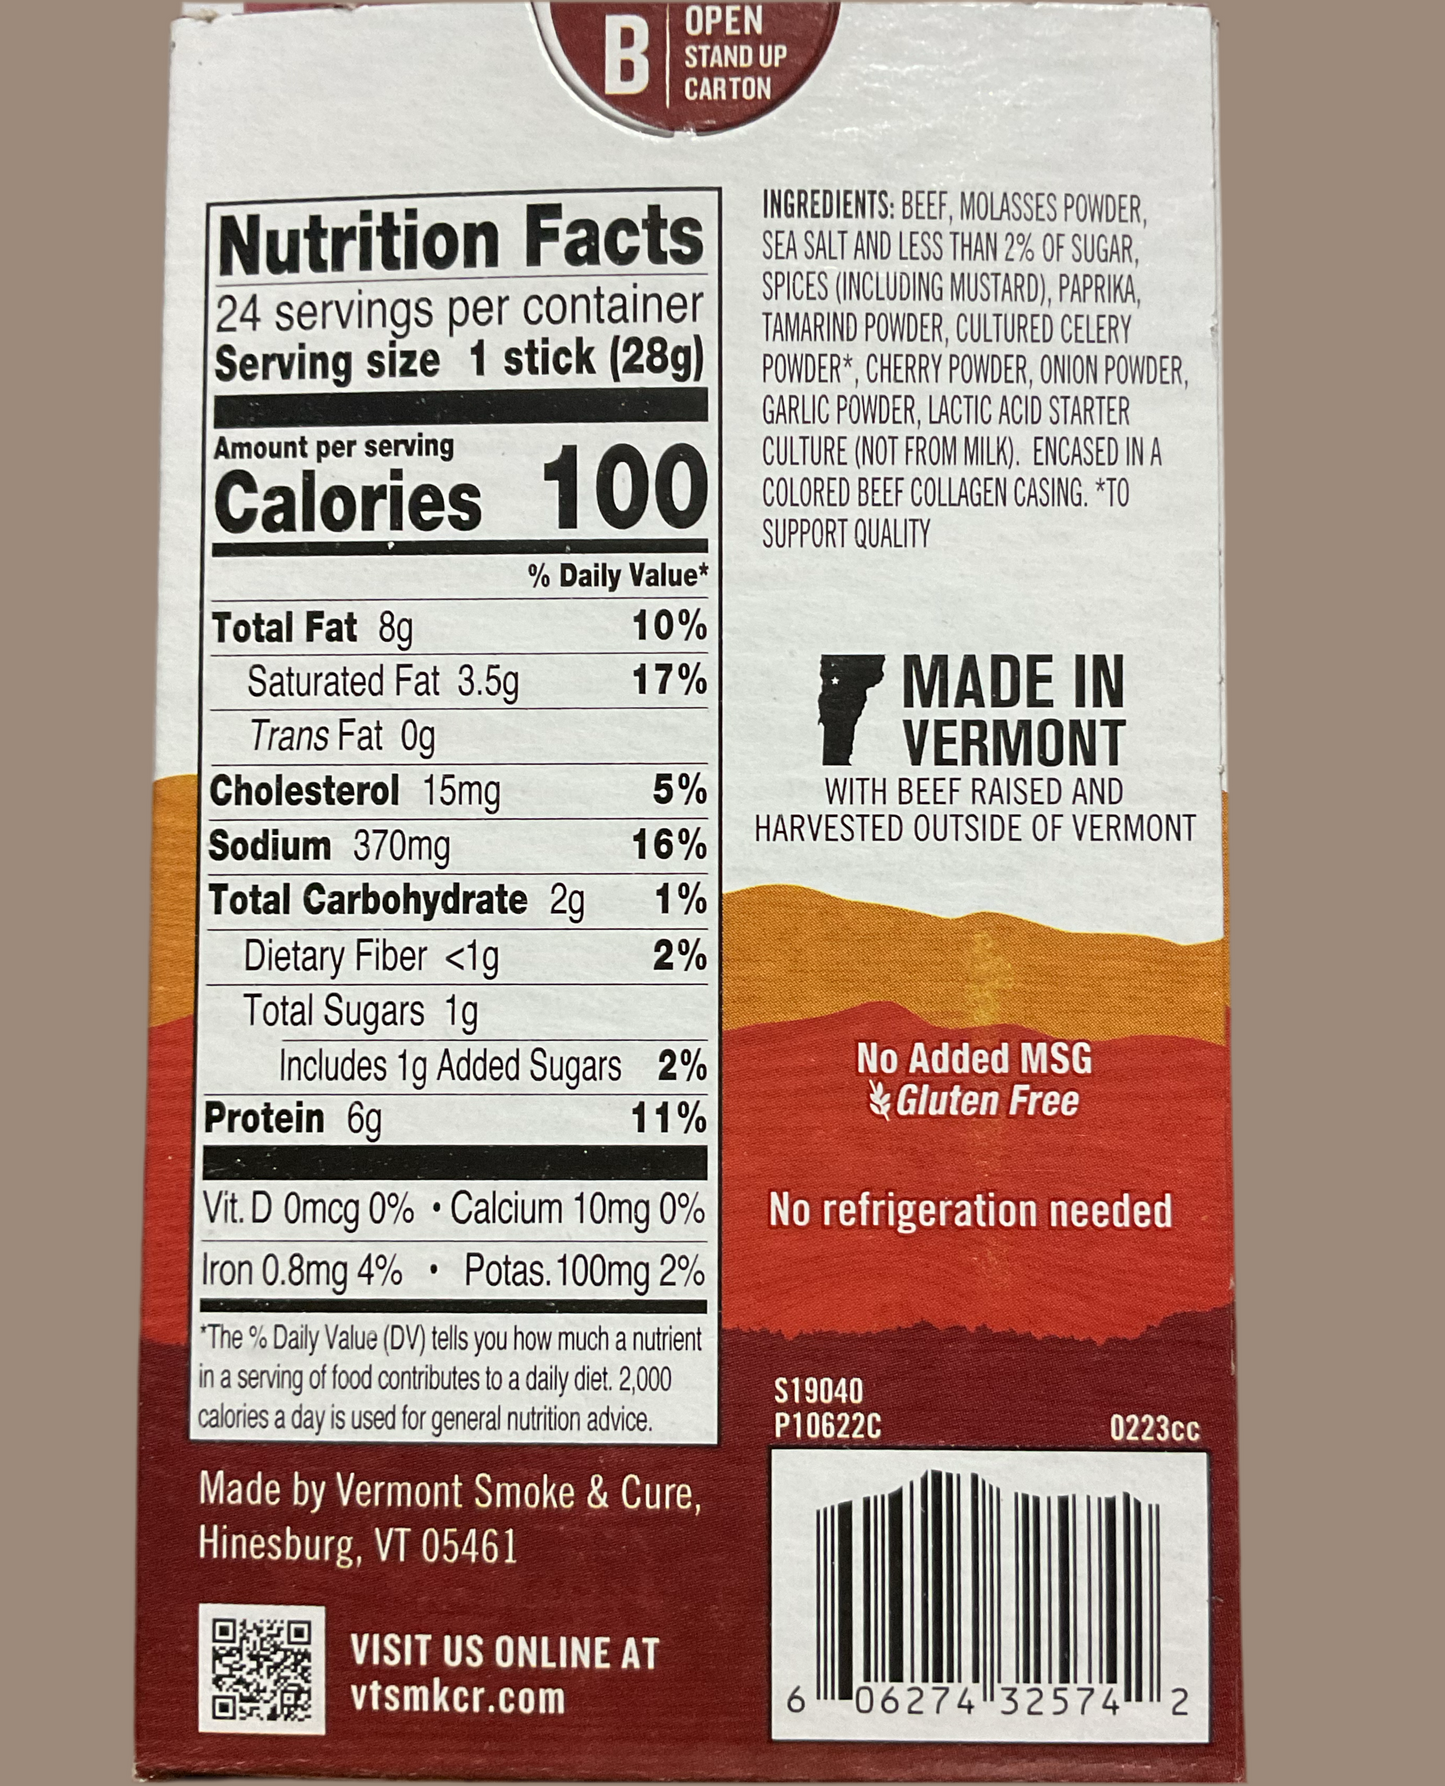 B
OPEN
STAND UP
CARTON
Nutrition Facts
24 servings per container
Serving size 1 stick (28g)
Amount per serving
Calories 100
% Daily Value*
Total Fat 8g 10%
Saturated Fat 3.5g 17%
Trans Fat 0g
Cholesterol 15mg 5%
Sodium 370mg 16%
Total Carbohydrate 2g 1%
Dietary Fiber <1g 2%
Total Sugars 1g
Includes 1g Added Sugars 2%
Protein 6g 11%
Vit. D 0mcg 0% • Calcium 10mg 0%
Iron 0.8mg 4% • Potas. 100mg 2%
*The % Daily Value (DV) tells you how much a nutrient
in a serving of food contributes to a daily diet. 2,000
calories a day is used for general nutrition advice.
Made by Vermont Smoke & Cure,
Hinesburg, VT 05461
VISIT US ONLINE AT
vtsmkcr.com
INGREDIENTS: BEEF, MOLASSES POWDER,
SEA SALT AND LESS THAN 2% OF SUGAR,
SPICES (INCLUDING MUSTARD), PAPRIKA,
TAMARIND POWDER, CULTURED CELERY
POWDER*, CHERRY POWDER, ONION POWDER,
GARLIC POWDER, LACTIC ACID STARTER
CULTURE (NOT FROM MILK). ENCASED IN A
COLORED BEEF COLLAGEN CASING. *TO
SUPPORT QUALITY
MADE IN
VERMONT
WITH BEEF RAISED AND
HARVESTED OUTSIDE OF VERMONT
No Added MSG
Gluten Free
No refrigeration needed
S19040
P10622C 0223cc
6 06274 32574 2